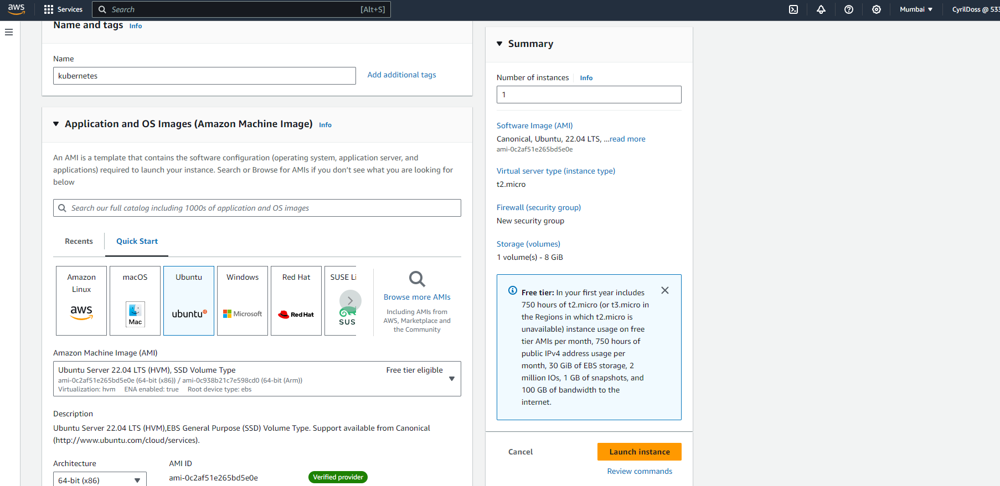 aws
Services
Search
[Alt+S]
Mumbai
CyrilDoss @ 533
Name and tags Info
Name
kubernetes
Add additional tags
Application and OS Images (Amazon Machine Image) Info
An AMI is a template that contains the software configuration (operating system, application server, and
applications) required to launch your instance. Search or Browse for AMIs if you don’t see what you are looking for
below
Search our full catalog including 1000s of application and OS images
Recents
Quick Start
Amazon
Linux
aws
macOS
Mac
Ubuntu
ubuntu
Windows
Microsoft
Red Hat
Red Hat
SUSE Li
SUS
Browse more AMIs
Including AMIs from
AWS, Marketplace and
the Community
Amazon Machine Image (AMI)
Ubuntu Server 22.04 LTS (HVM), SSD Volume Type
Free tier eligible
ami-0c2af51e265bd5e0e (64-bit (x86)) / ami-0c938b21c7e598cd0 (64-bit (Arm))
Virtualization: hvm ENA enabled: true Root device type: ebs
Description
Ubuntu Server 22.04 LTS (HVM),EBS General Purpose (SSD) Volume Type. Support available from Canonical
(http://www.ubuntu.com/cloud/services).
Architecture
64-bit (x86)
AMI ID
ami-0c2af51e265bd5e0e
Verified provider
Summary
Number of instances Info
1
Software Image (AMI)
Canonical, Ubuntu, 22.04 LTS, ...read more
ami-0c2af51e265bd5e0e
Virtual server type (instance type)
t2.micro
Firewall (security group)
New security group
Storage (volumes)
1 volume(s) - 8 GiB
Free tier: In your first year includes
750 hours of t2.micro (or t3.micro in
the Regions in which t2.micro is
unavailable) instance usage on free
tier AMIs per month, 750 hours of
public IPv4 address usage per
month, 30 GiB of EBS storage, 2
million IOs, 1 GB of snapshots, and
100 GB of bandwidth to the
internet.
Cancel
Launch instance
Review commands